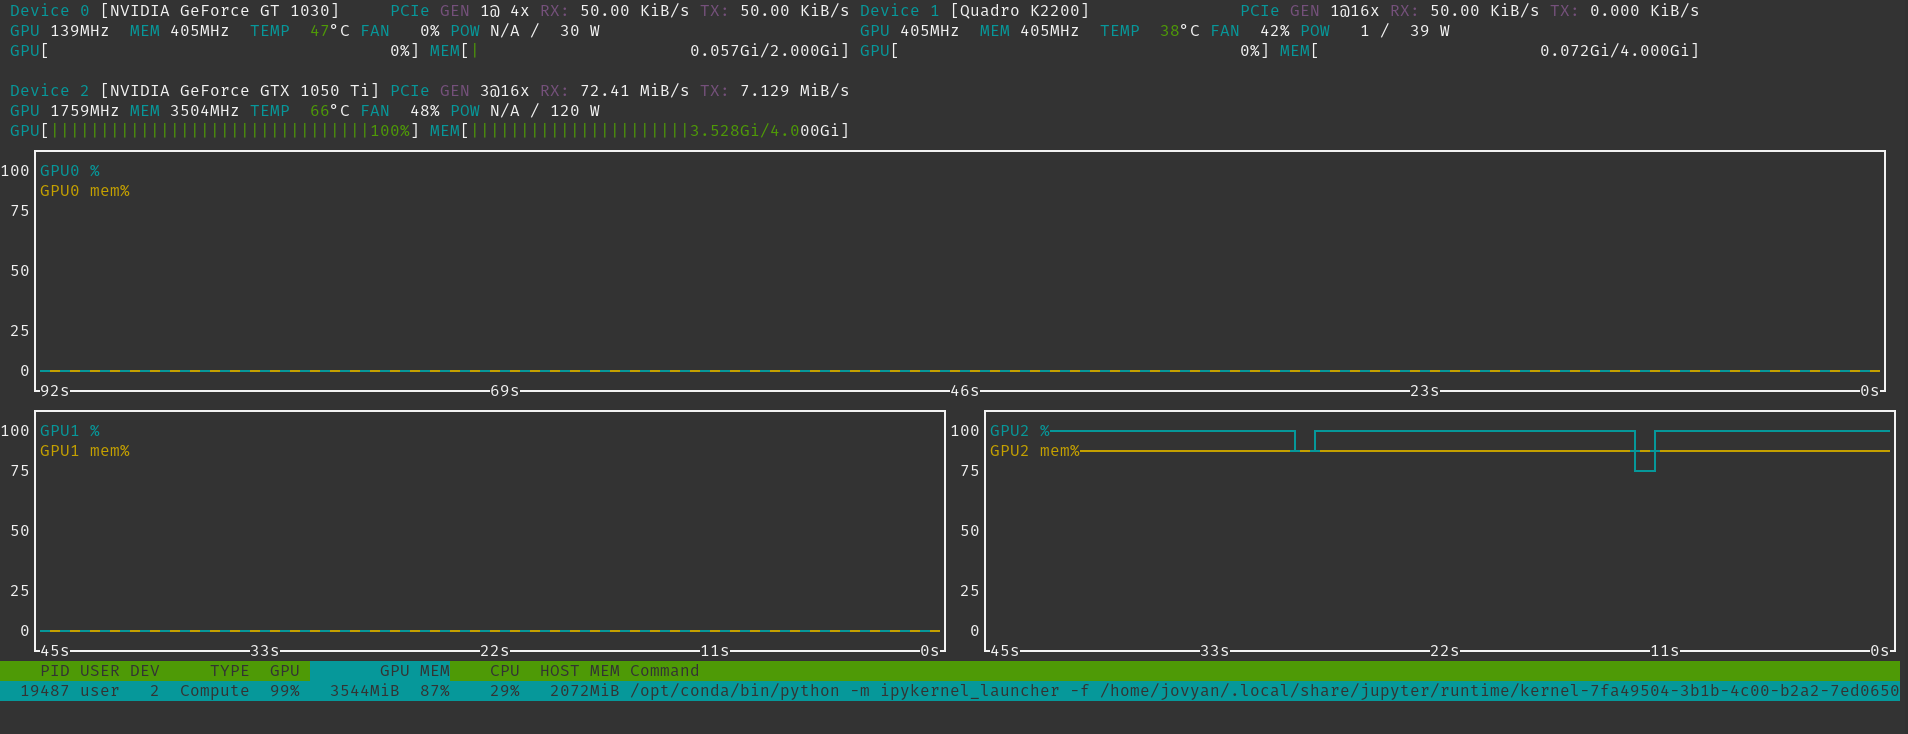 Device 0 [NVIDIA GeForce GT 1030]     PCIe GEN 1@ 4x RX: 50.00 KiB/s TX: 50.00 KiB/s Device 1 [Quadro K2200]               PCIe GEN 1@16x RX: 50.00 KiB/s TX: 0.000 KiB/s
GPU 139MHz  MEM 405MHz  TEMP  47°C FAN   0% POW N/A /  30 W                          GPU 405MHz  MEM 405MHz  TEMP  38°C FAN  42% POW   1 /  39 W
GPU[                                  0%] MEM[|                     0.057Gi/2.000Gi] GPU[                                  0%] MEM[                      0.072Gi/4.000Gi]
Device 2 [NVIDIA GeForce GTX 1050 Ti] PCIe GEN 3@16x RX: 72.41 MiB/s TX: 7.129 MiB/s
GPU 1759MHz MEM 3504MHz TEMP  66°C FAN  48% POW N/A / 120 W
GPU[||||||||||||||||||||||||||||||||100%] MEM[||||||||||||||||||||||3.528Gi/4.000Gi]
100 GPU0 %
GPU0 mem%
75
50
25
0
92s 69s 46s 23s 0s
100 GPU1 % 100 GPU2 %
GPU1 mem% GPU2 mem%
75 75
50 50
25 25
0 0
45s 33s 22s 11s 0s 45s 33s 22s 11s 0s
PID USER DEV     TYPE  GPU        GPU MEM    CPU  HOST MEM Command
19487 user   2  Compute  99%   3544MiB  87%    29%   2072MiB /opt/conda/bin/python -m ipykernel_launcher -f /home/jovyan/.local/share/jupyter/runtime/kernel-7fa49504-3b1b-4c00-b2a2-7ed0650